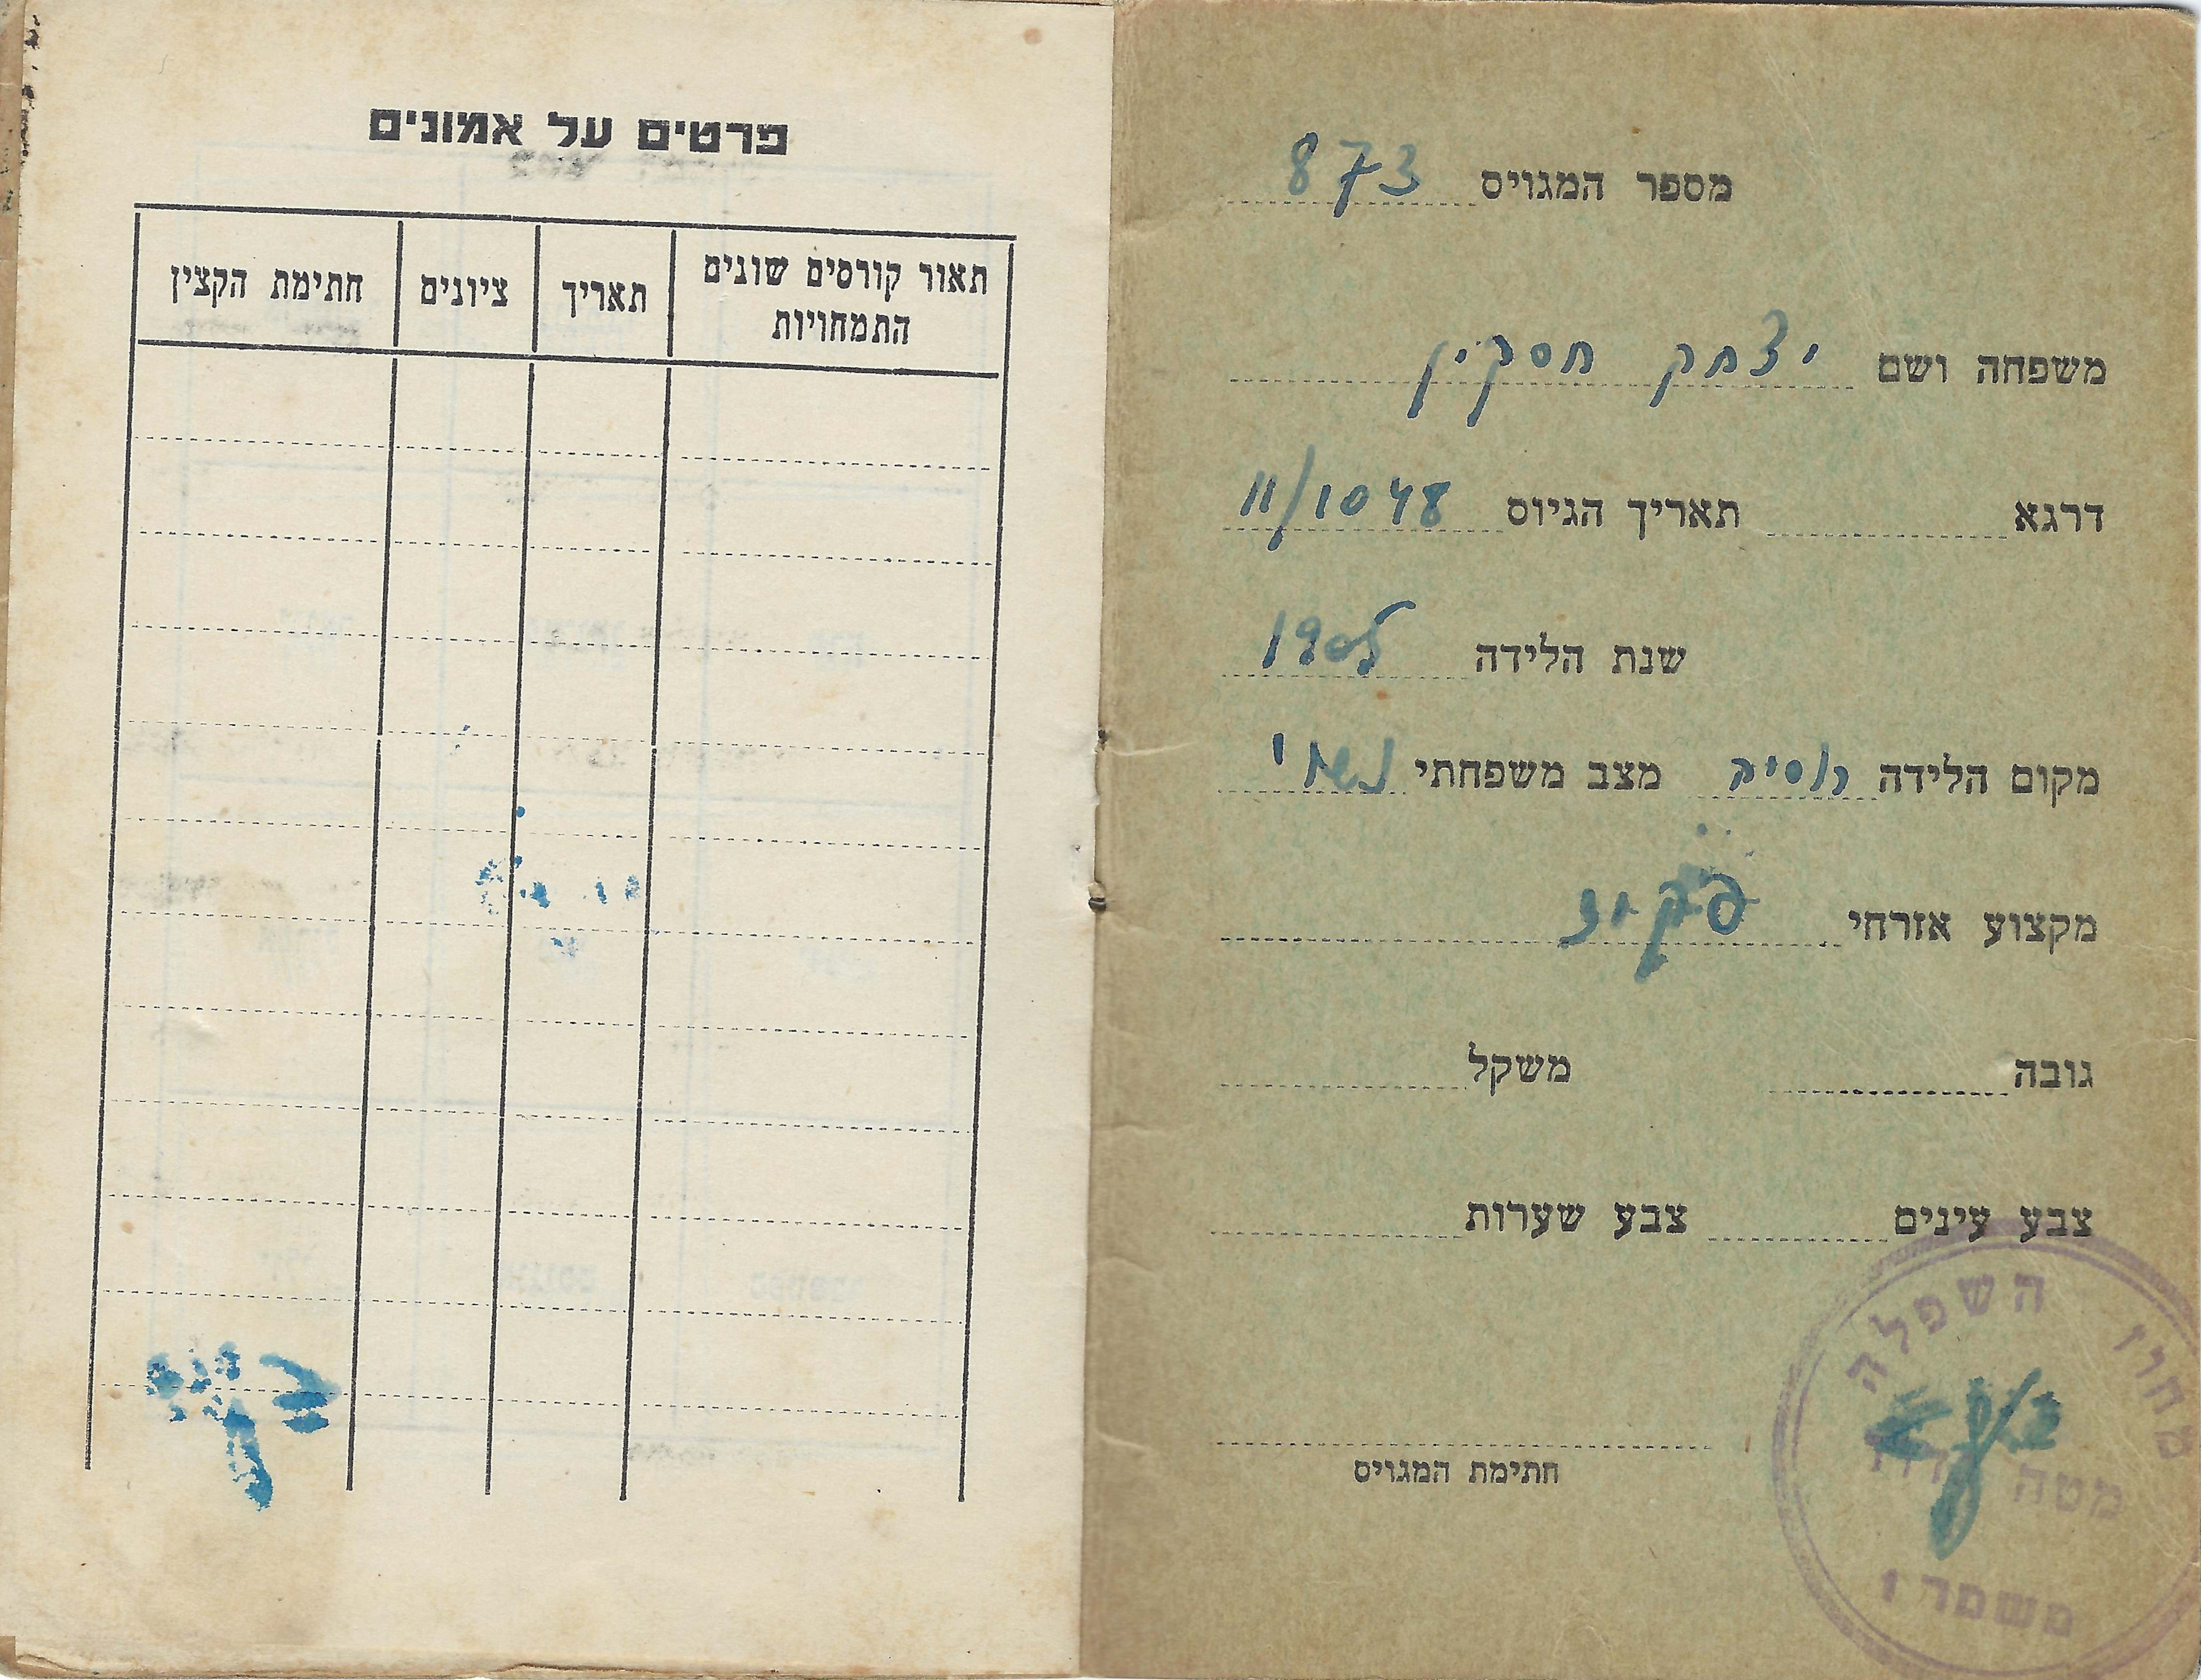 מספר המגויס 873
משפחה ושם יצחק חסקין
דרגא תאריך הגיוס 11/1048
שנת הלידה 1905
מקום הלידה רוסיה מצב משפחתי נשוי
מקצוע אזרחי פקיד
גובה משקל
צבע עינים צבע שערות
חתימת המגויס
מחוז השפלה
מטה
משמר 1
פרטים על אמונים
תאור קורסים שונים תאריך ציונים חתימת הקצין
התמחויות